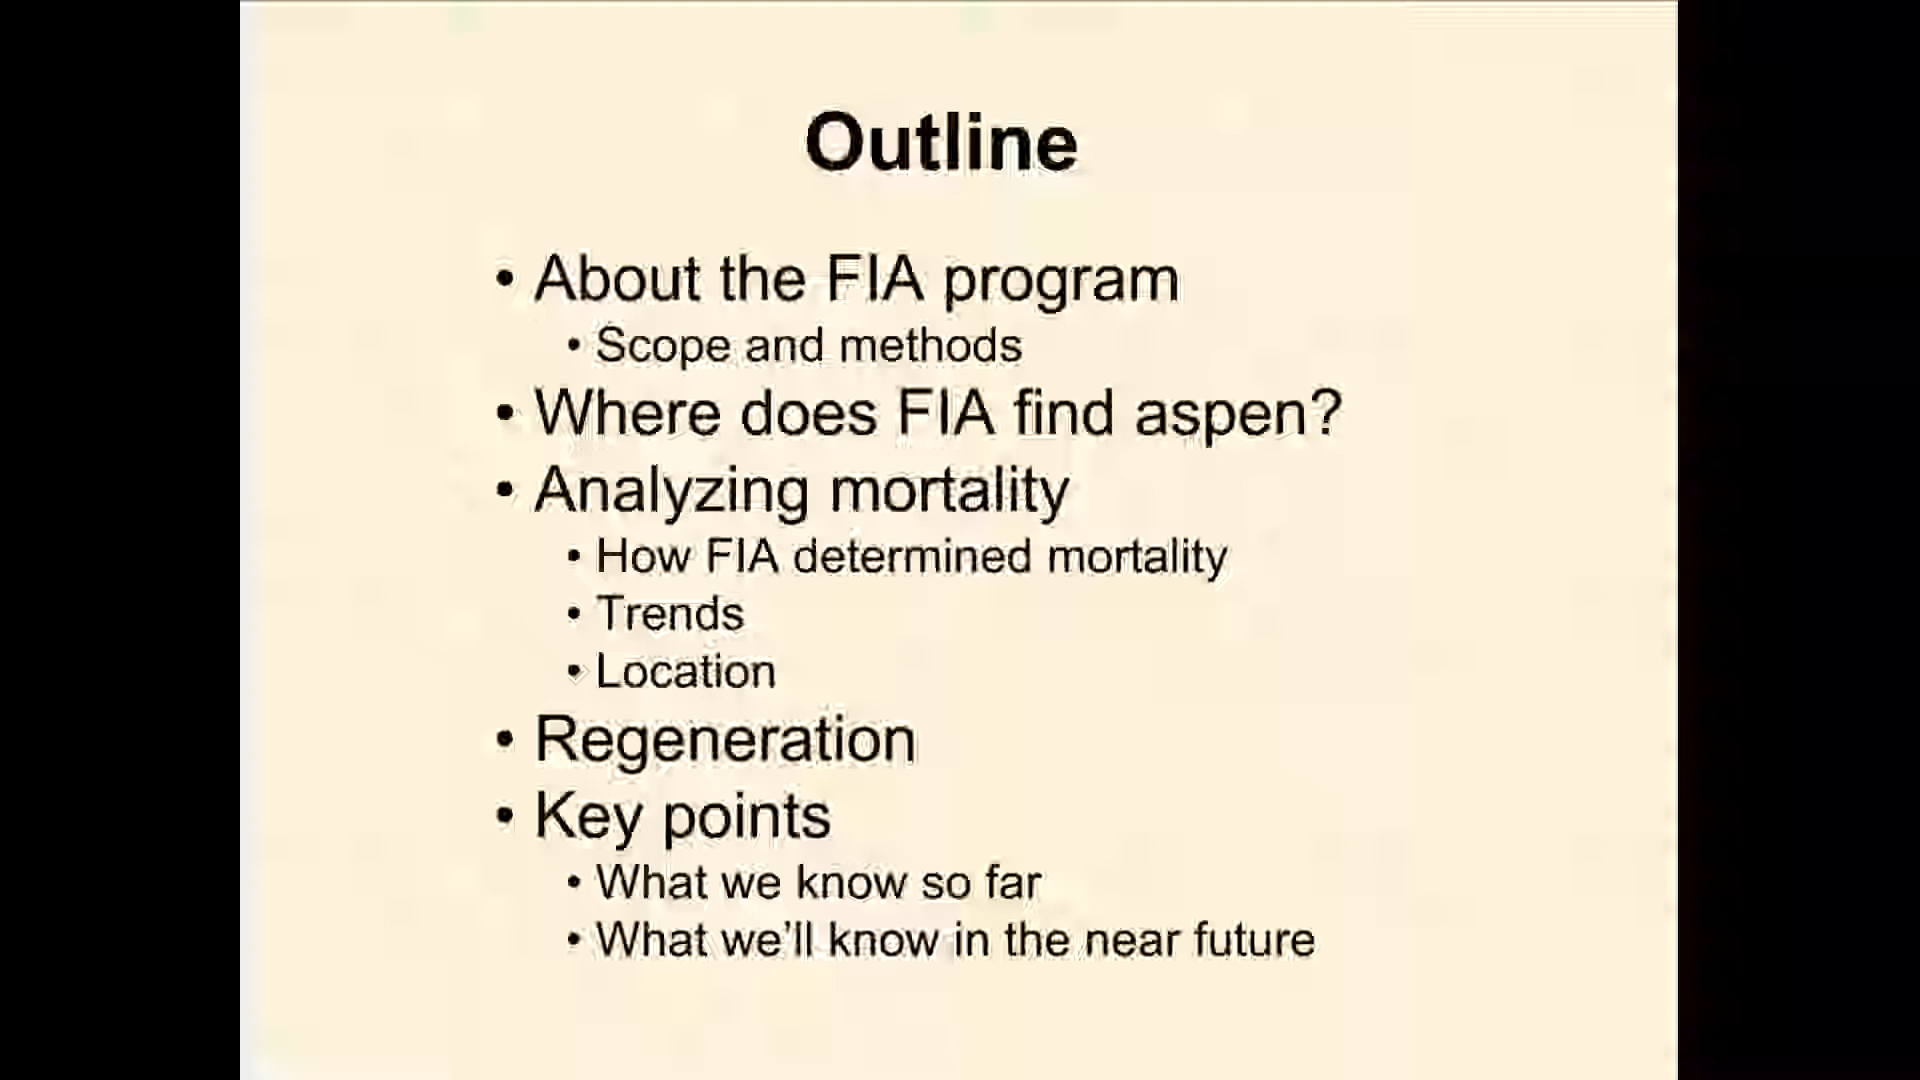 Outline
• About the FIA program
• Scope and methods
• Where does FIA find aspen?
• Analyzing mortality
• How FIA determined mortality
• Trends
• Location
• Regeneration
• Key points
• What we know so far
• What we'll know in the near future